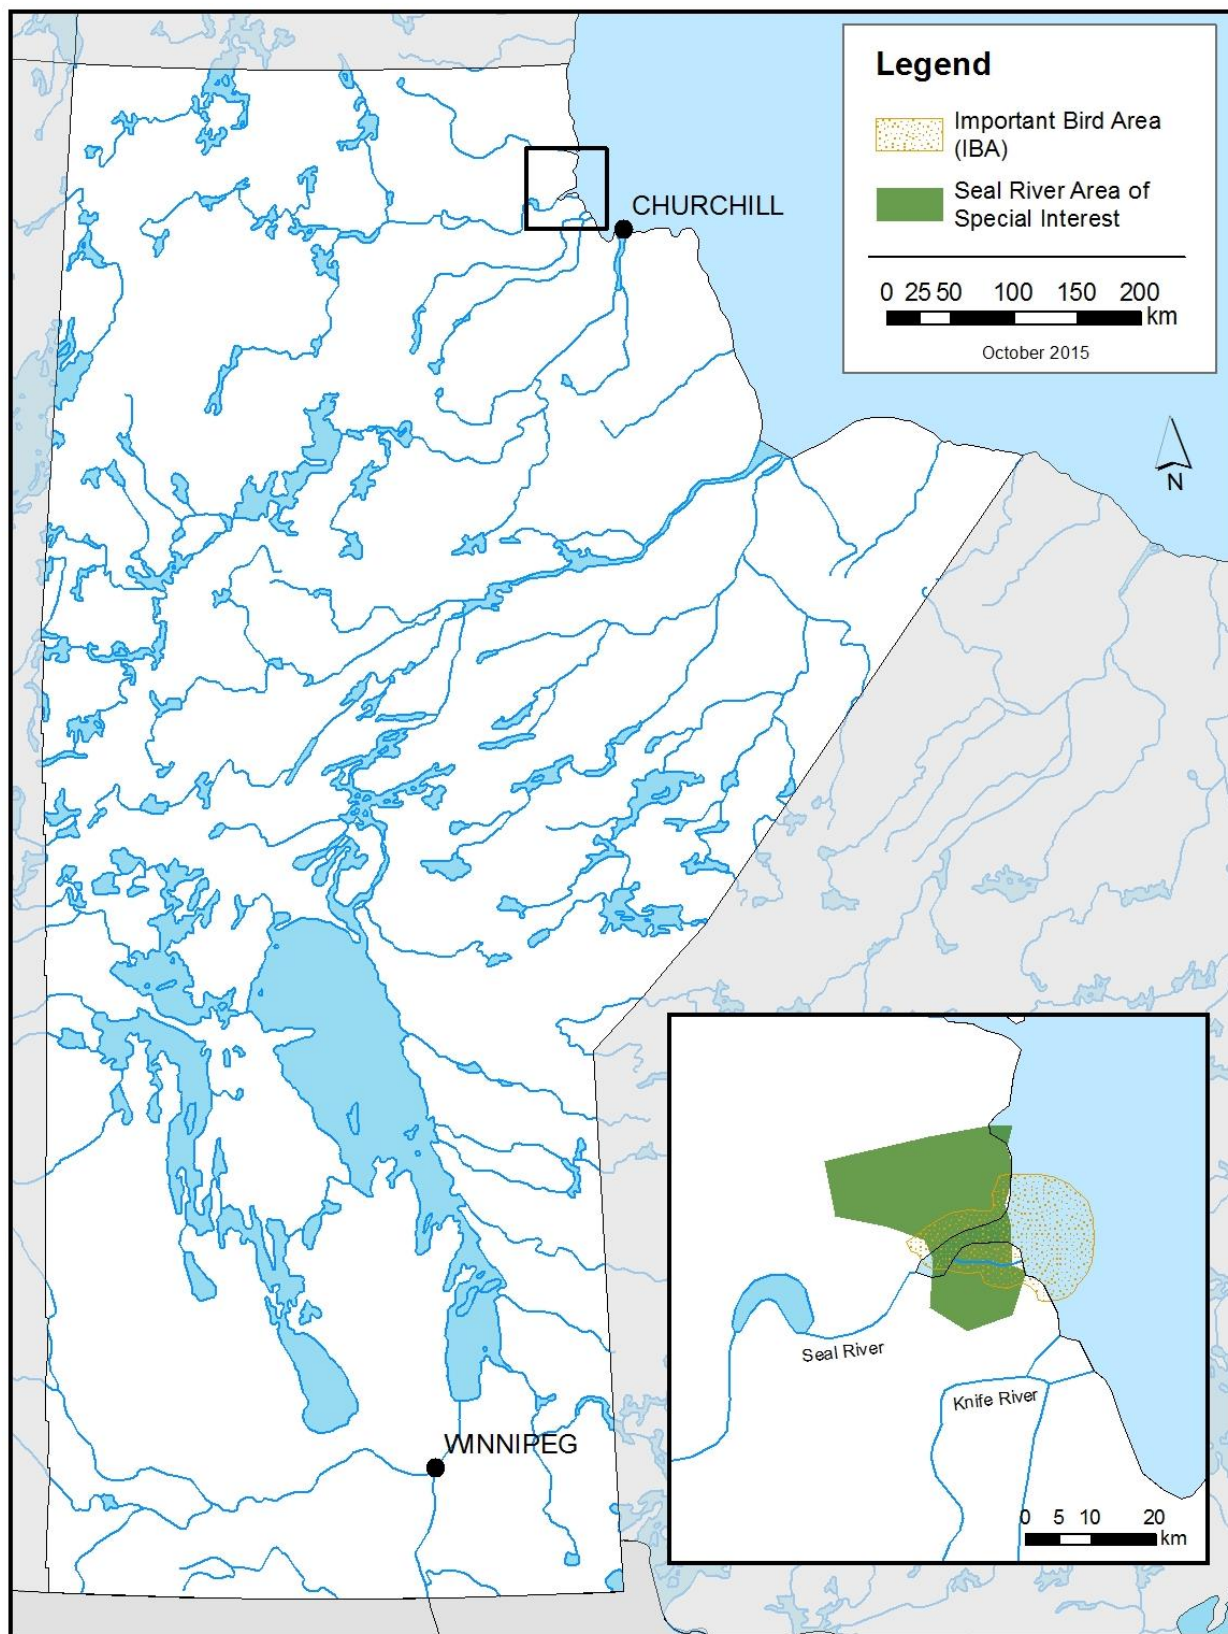 Legend
Important Bird Area
(IBA)
Seal River Area of
Special Interest
0 25 50 100 150 200
km
October 2015
CHURCHILL
N
WINNIPEG
Seal River
Knife River
0 5 10 20
km